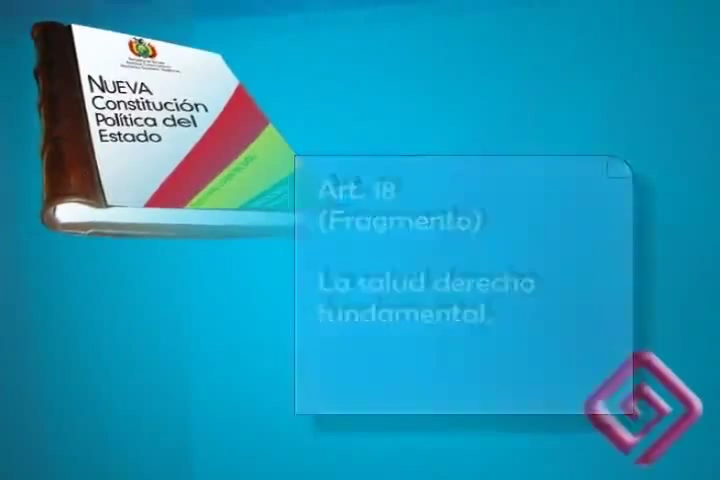 NUEVA
Constitución
Política del
Estado
Art. 18
(Fragmento)
La salud derecho
fundamental.